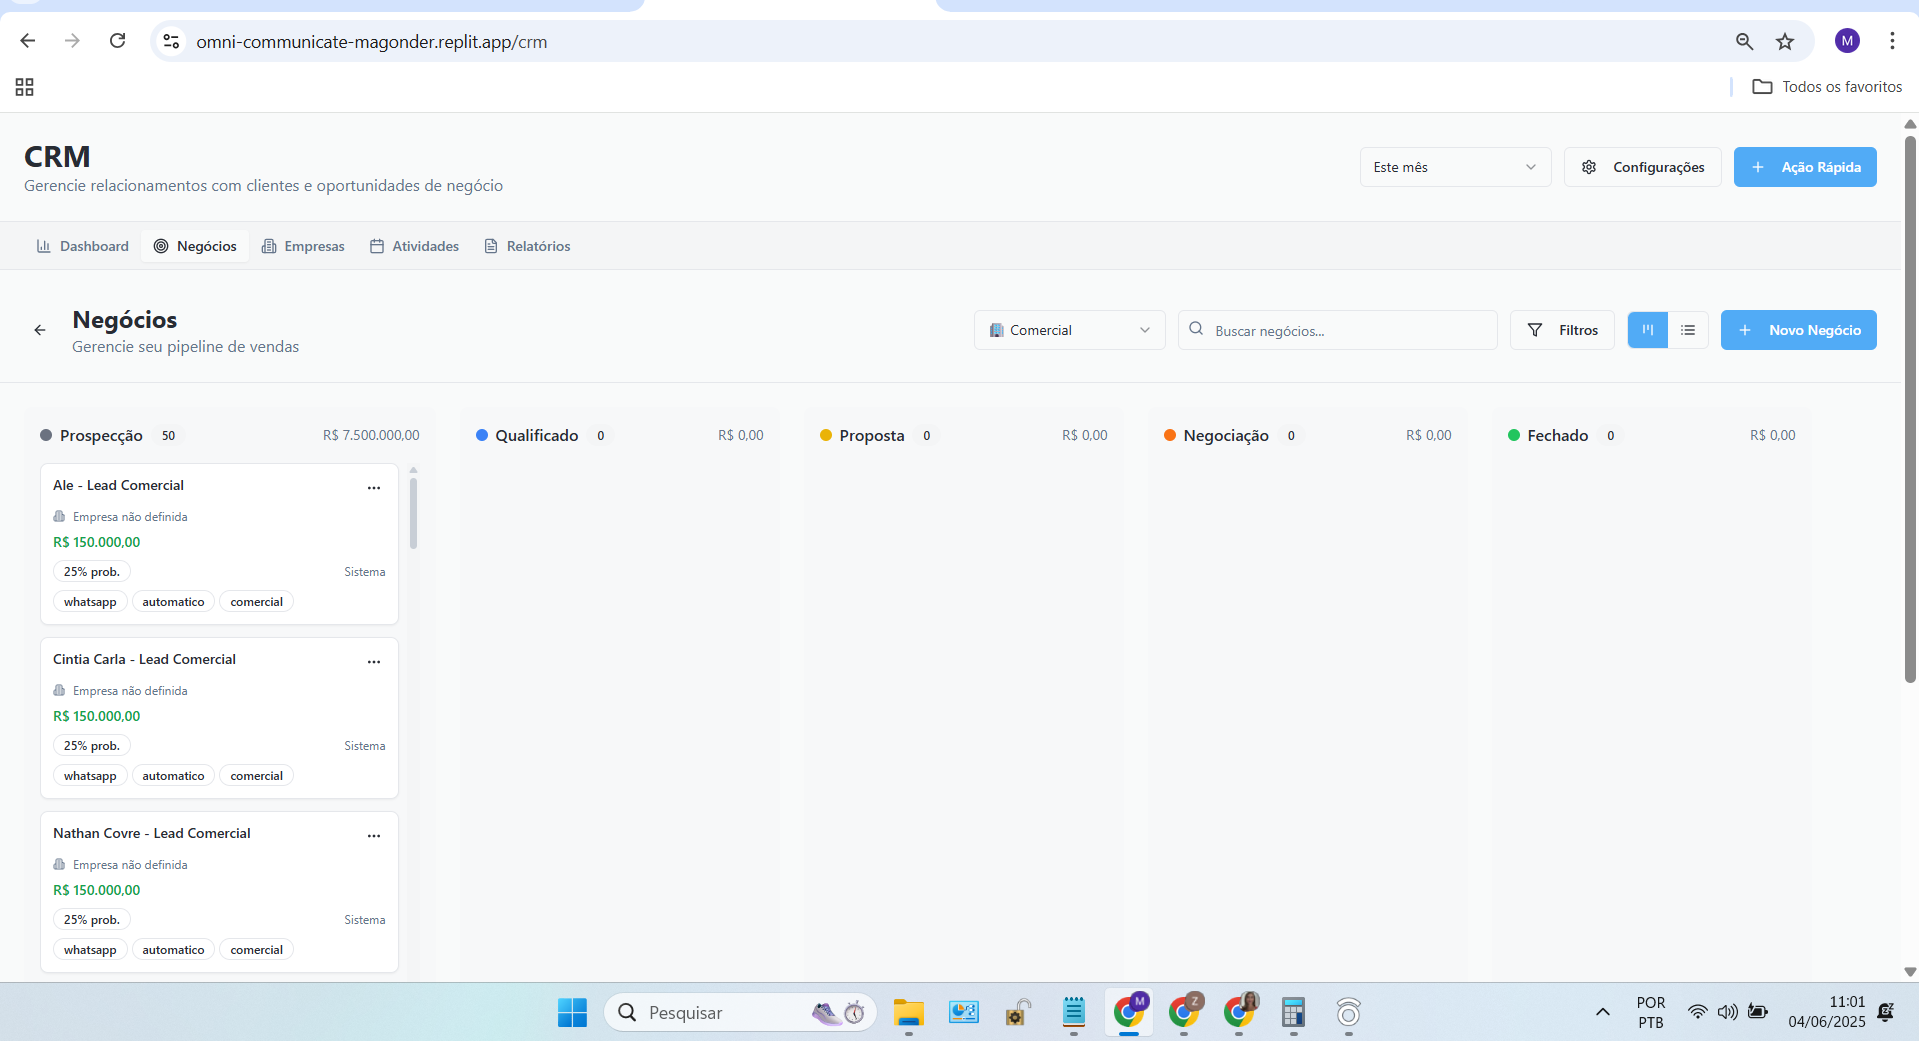 omni-communicate-magonder.replit.app/crm
M
Todos os favoritos
CRM
Gerencie relacionamentos com clientes e oportunidades de negócio
Este mês
Configurações
+ Ação Rápida
Dashboard
Negócios
Empresas
Atividades
Relatórios
Negócios
Gerencie seu pipeline de vendas
Comercial
Buscar negócios...
Filtros
+ Novo Negócio
Prospecção 50 R$ 7.500.000,00
Qualificado 0 R$ 0,00
Proposta 0 R$ 0,00
Negociação 0 R$ 0,00
Fechado 0 R$ 0,00
Ale - Lead Comercial
Empresa não definida
R$ 150.000,00
25% prob. Sistema
whatsapp automatico comercial
Cintia Carla - Lead Comercial
Empresa não definida
R$ 150.000,00
25% prob. Sistema
whatsapp automatico comercial
Nathan Covre - Lead Comercial
Empresa não definida
R$ 150.000,00
25% prob. Sistema
whatsapp automatico comercial
Pesquisar
M
Z
POR
PTB
11:01
04/06/2025